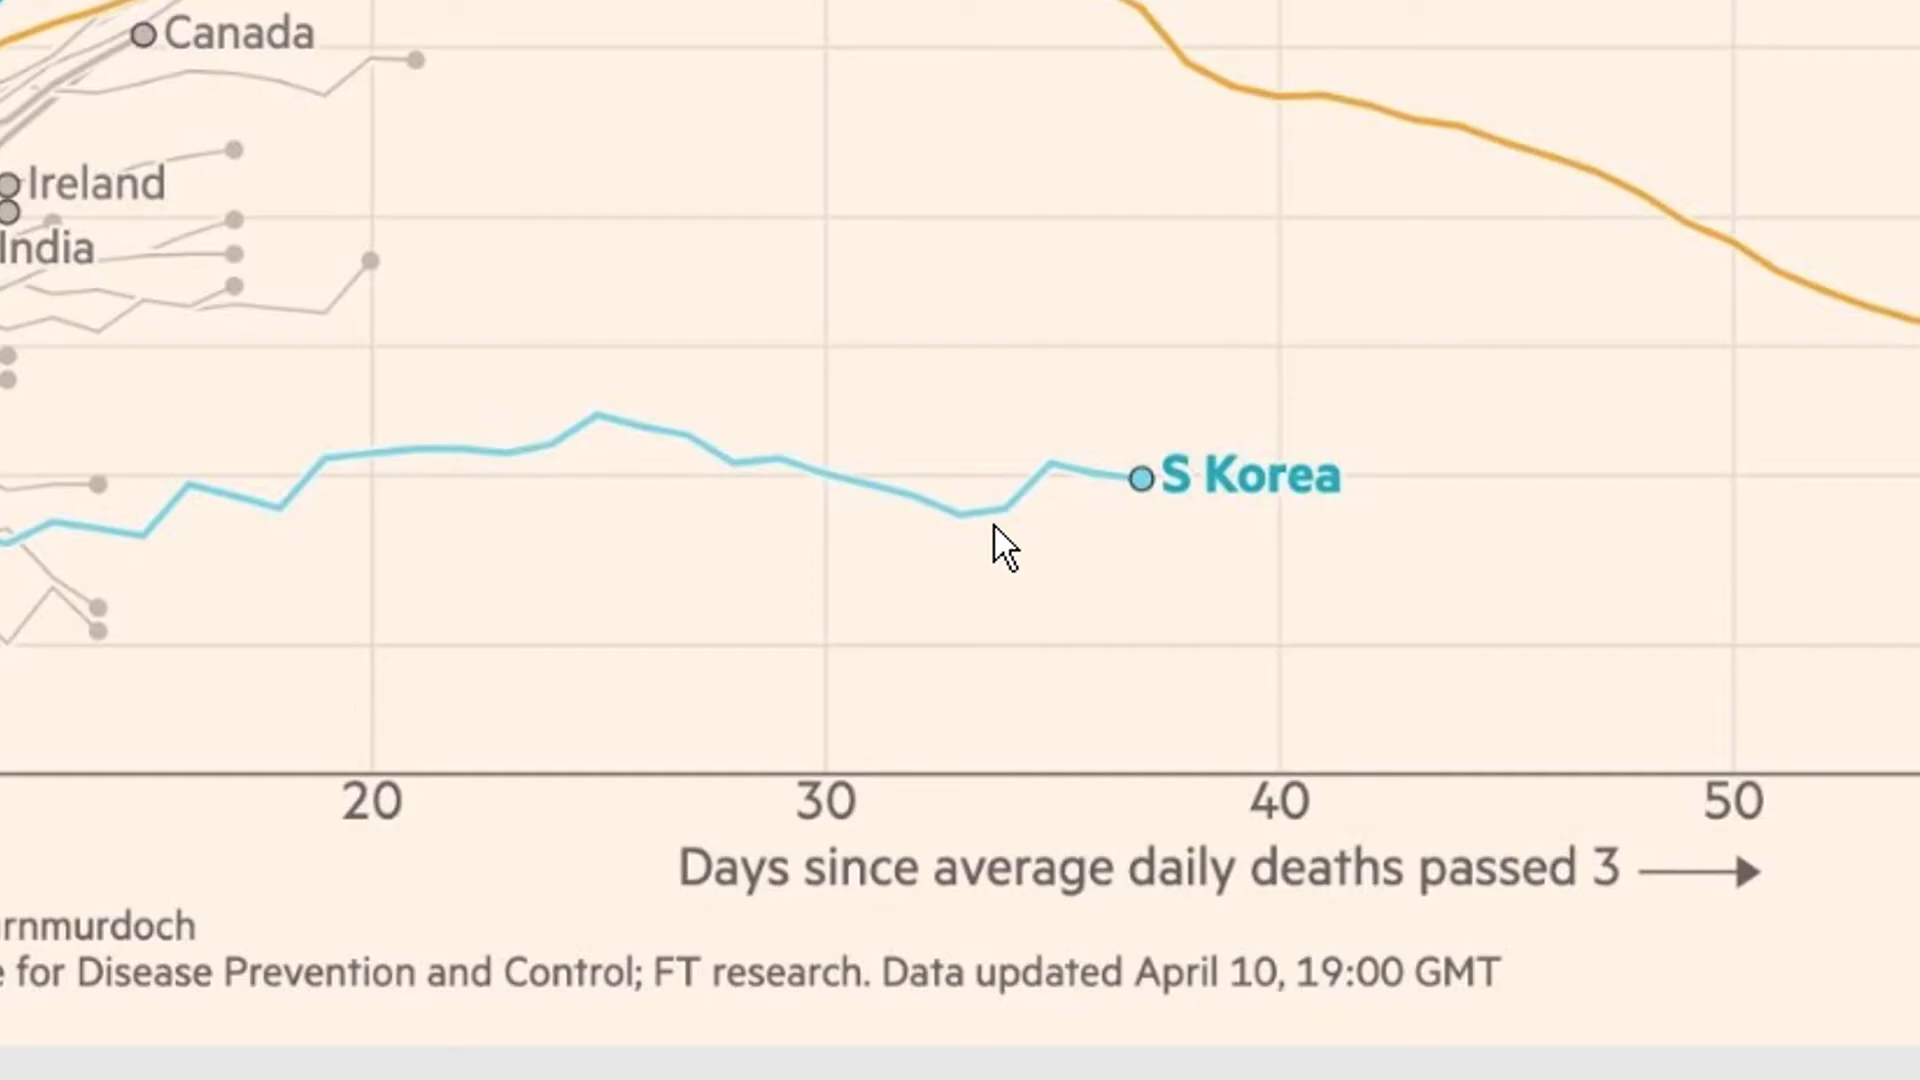 Canada
Ireland
India
S Korea
20 30 40 50
Days since average daily deaths passed 3
rnmurdoch
e for Disease Prevention and Control; FT research. Data updated April 10, 19:00 GMT